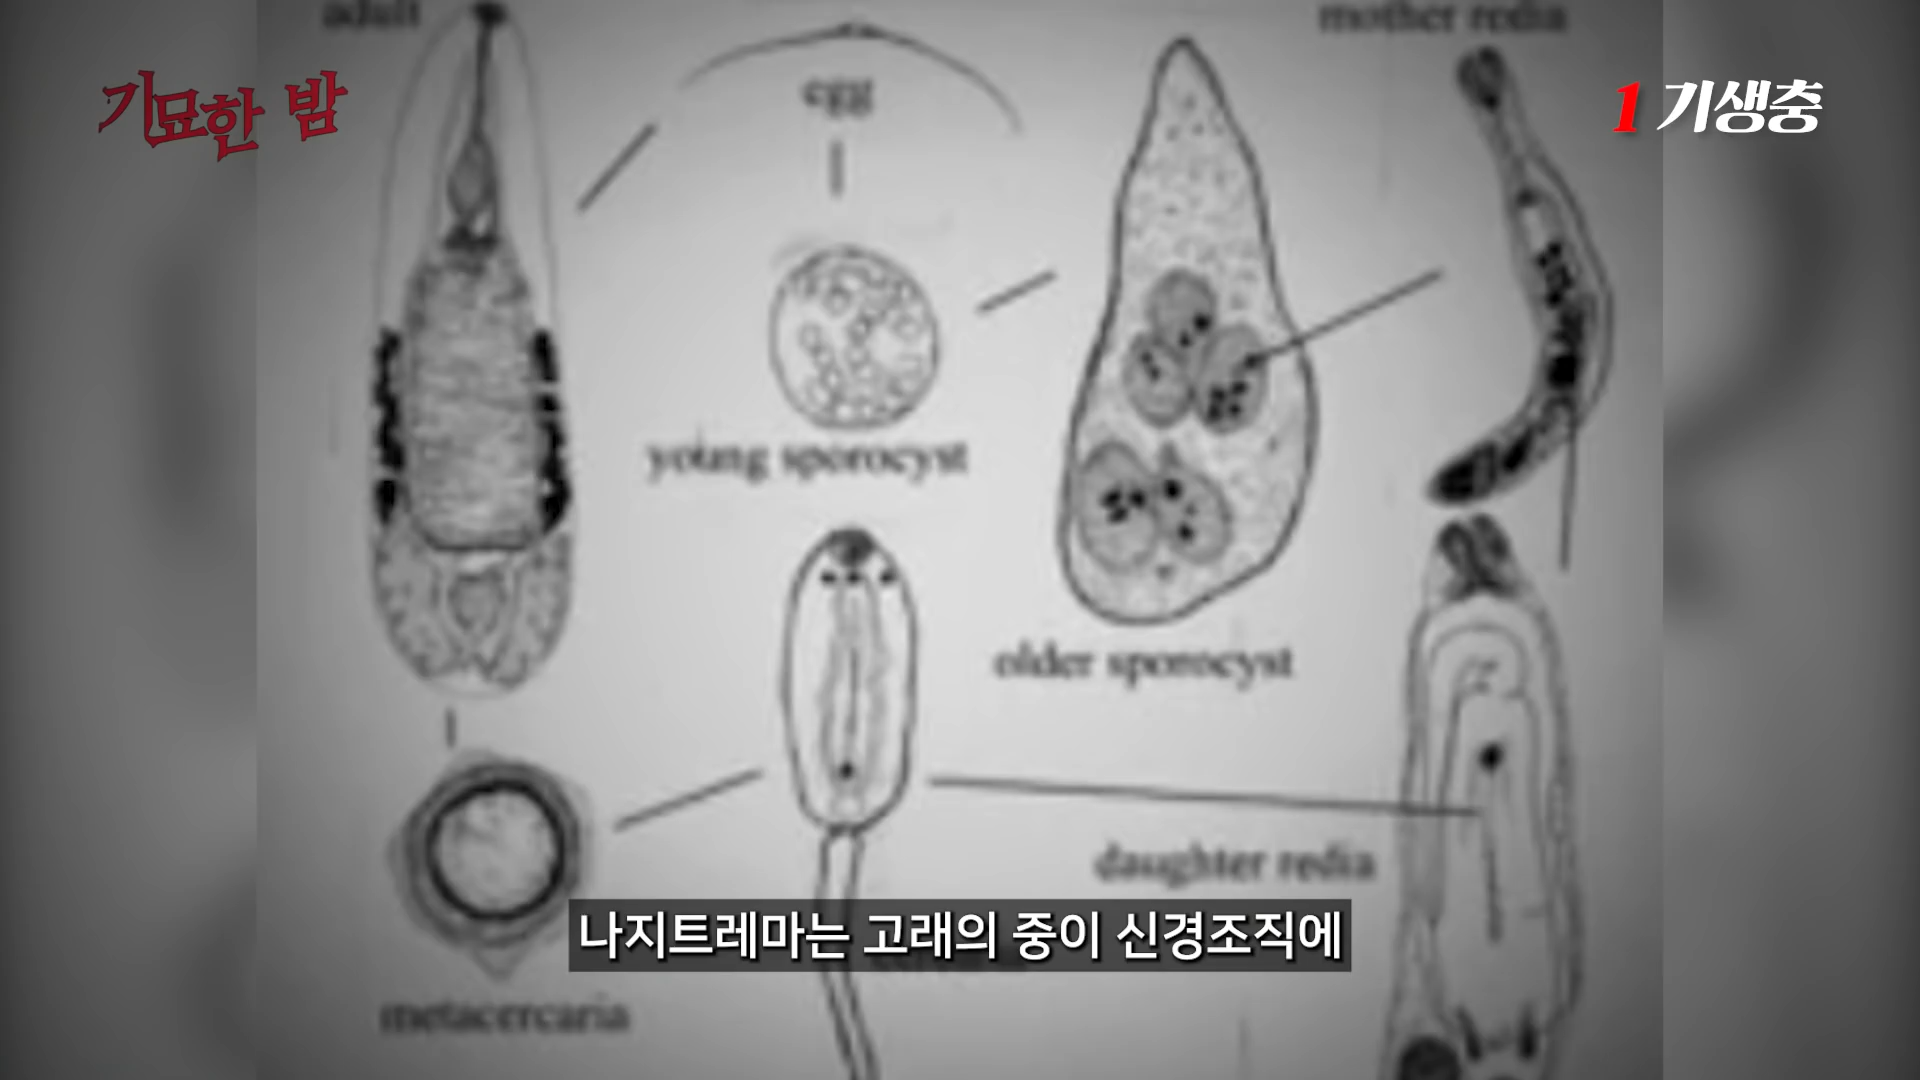 adult
mother redia
기묘한 밤
1 기생충
egg
young sporocyst
older sporocyst
daughter redia
나지트레마는 고래의 중이 신경조직에
metacercaria